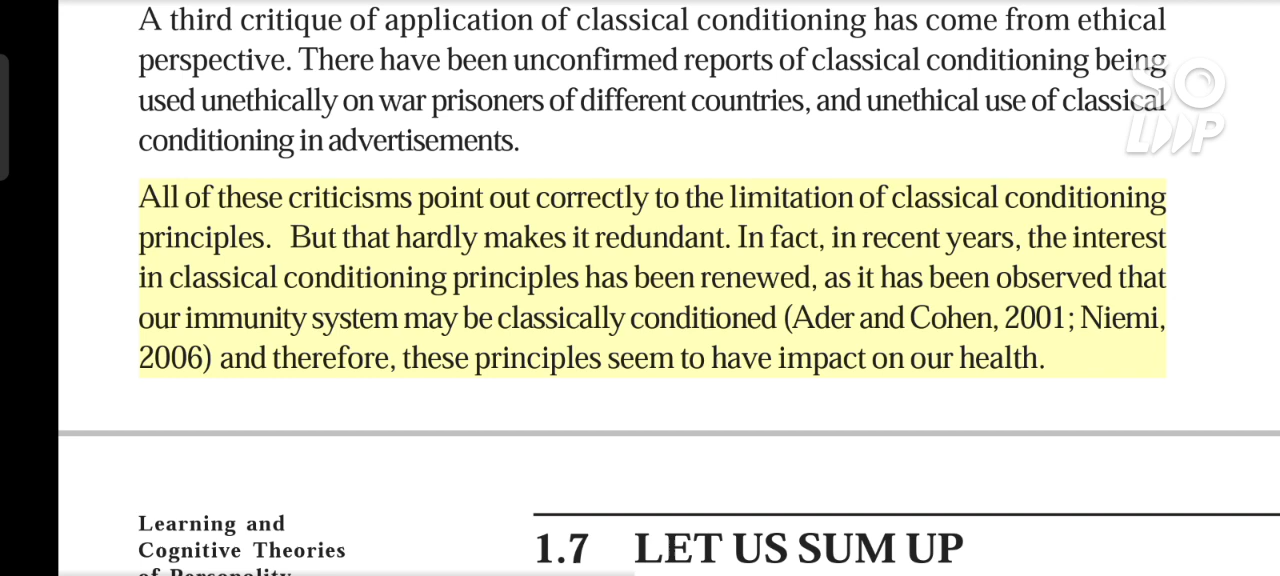 A third critique of application of classical conditioning has come from ethical
perspective. There have been unconfirmed reports of classical conditioning being
used unethically on war prisoners of different countries, and unethical use of classical
conditioning in advertisements.
All of these criticisms point out correctly to the limitation of classical conditioning
principles. But that hardly makes it redundant. In fact, in recent years, the interest
in classical conditioning principles has been renewed, as it has been observed that
our immunity system may be classically conditioned (Ader and Cohen, 2001; Niemi,
2006) and therefore, these principles seem to have impact on our health.
Learning and
Cognitive Theories
of Personality
1.7 LET US SUM UP
SO
LOOP